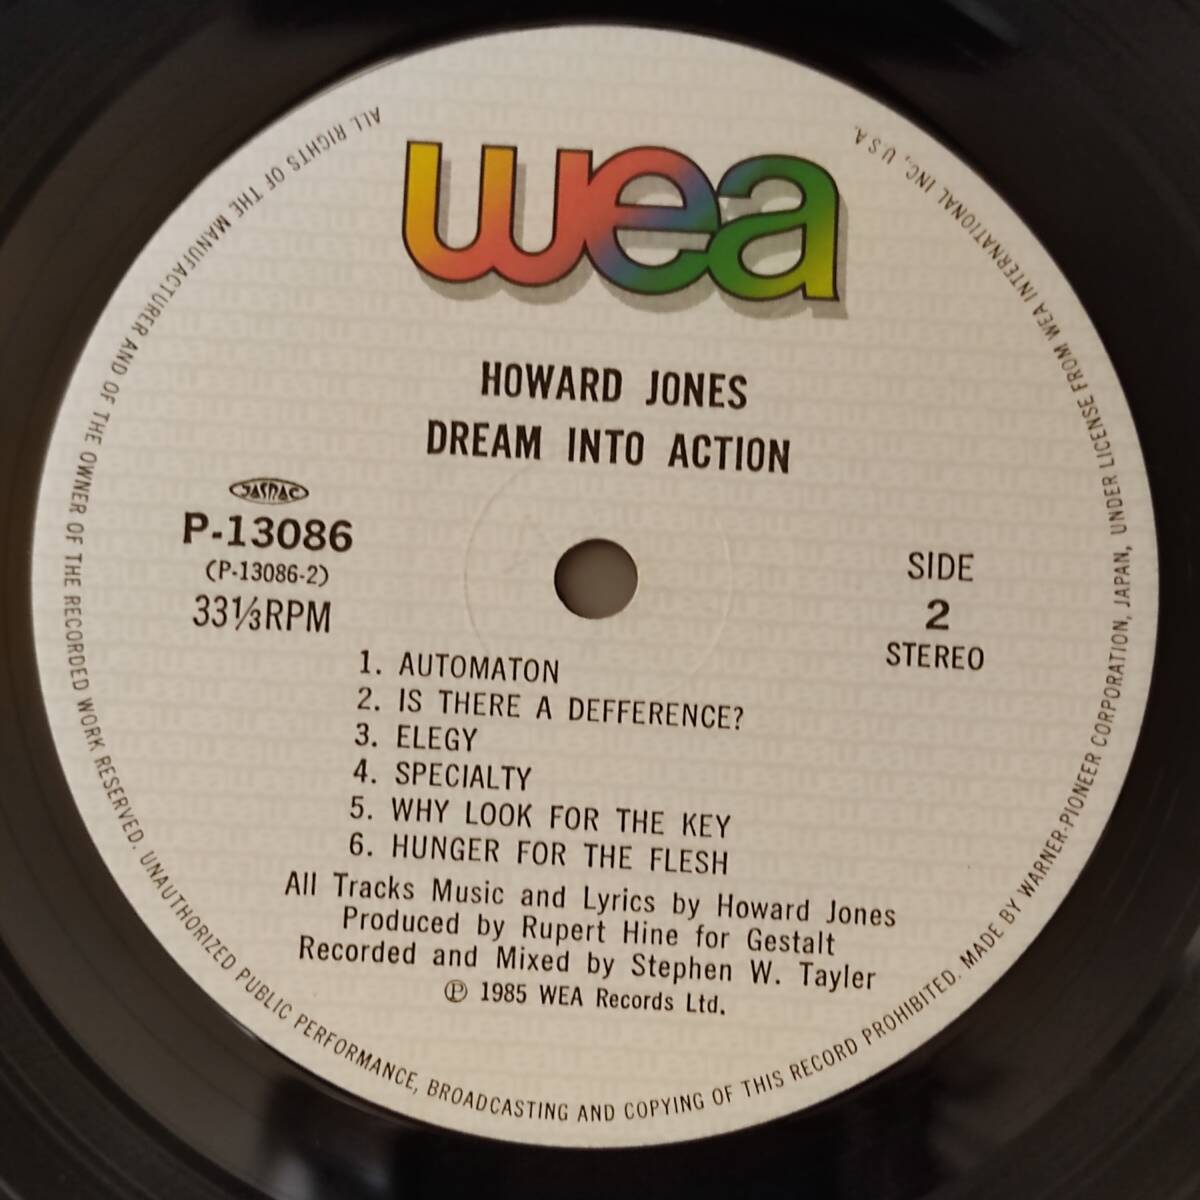 wea
HOWARD JONES
DREAM INTO ACTION
JASRAC
P-13086
(P-13086-2)
33⅓RPM
SIDE
2
STEREO
1. AUTOMATON
2. IS THERE A DEFFERENCE?
3. ELEGY
4. SPECIALTY
5. WHY LOOK FOR THE KEY
6. HUNGER FOR THE FLESH
All Tracks Music and Lyrics by Howard Jones
Produced by Rupert Hine for Gestalt
Recorded and Mixed by Stephen W. Tayler
℗ 1985 WEA Records Ltd.
ALL RIGHTS OF THE MANUFACTURER AND OF THE OWNER OF THE RECORDED WORK RESERVED. UNAUTHORIZED PUBLIC PERFORMANCE, BROADCASTING AND COPYING OF THIS RECORD PROHIBITED. MADE BY WARNER-PIONEER CORPORATION, JAPAN, UNDER LICENSE FROM WEA INTERNATIONAL INC., U.S.A.